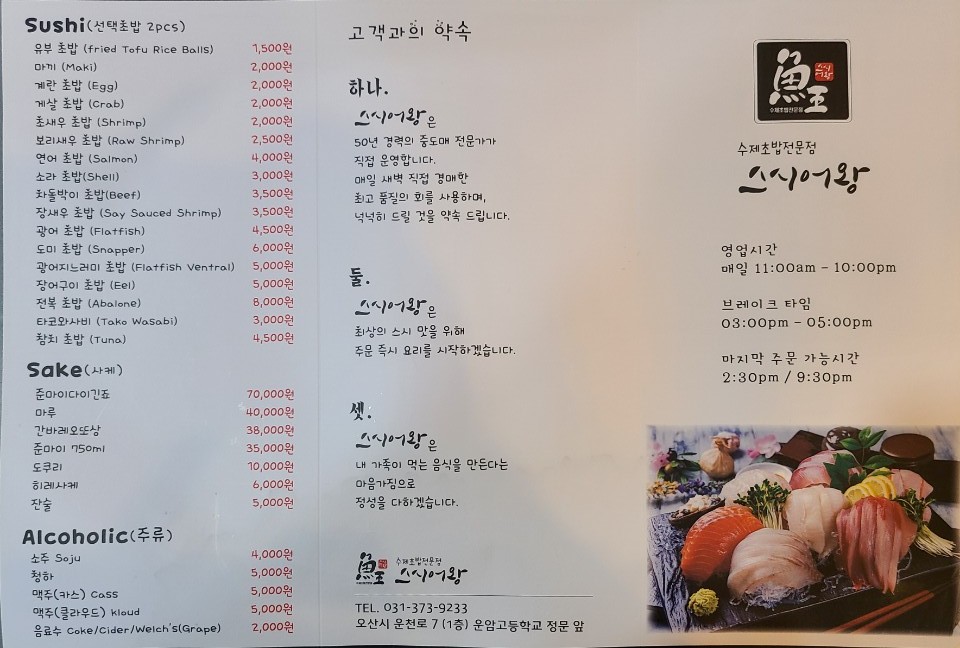 Sushi(선택초밥 2pcs)
유부 초밥 (fried Tofu Rice Balls) 1,500원
마끼 (Maki) 2,000원
계란 초밥 (Egg) 2,000원
게살 초밥 (Crab) 2,000원
초새우 초밥 (Shrimp) 2,000원
보리새우 초밥 (Raw Shrimp) 2,500원
연어 초밥 (Salmon) 4,000원
소라 초밥(Shell) 3,000원
차돌박이 초밥(Beef) 3,500원
장새우 초밥 (Say Sauced Shrimp) 3,500원
광어 초밥 (Flatfish) 4,500원
도미 초밥 (Snapper) 6,000원
광어지느러미 초밥 (Flatfish Ventral) 5,000원
장어구이 초밥 (Eel) 5,000원
전복 초밥 (Abalone) 8,000원
타코와사비 (Tako Wasabi) 3,000원
참치 초밥 (Tuna) 4,500원
Sake(사케)
준마이다이긴죠 70,000원
마루 40,000원
간바레오또상 38,000원
준마이 750ml 35,000원
도쿠리 10,000원
히레사케 6,000원
잔술 5,000원
Alcoholic(주류)
소주 Soju 4,000원
청하 5,000원
맥주(카스) Cass 5,000원
맥주(클라우드) Kloud 5,000원
음료수 Coke/Cider/Welch's(Grape) 2,000원
고객과의 약속
하나.
스시어왕은
50년 경력의 중도매 전문가가
직접 운영합니다.
매일 새벽 직접 경매한
최고 품질의 회를 사용하며,
넉넉히 드릴 것을 약속 드립니다.
둘.
스시어왕은
최상의 스시 맛을 위해
주문 즉시 요리를 시작하겠습니다.
셋.
스시어왕은
내 가족이 먹는 음식을 만든다는
마음가짐으로
정성을 다하겠습니다.
魚王 수제초밥전문점
스시어왕
TEL. 031-373-9233
오산시 운천로 7 (1층) 운암고등학교 정문 앞
魚王
스시
어왕
수제초밥전문점
수제초밥전문점
스시어왕
영업시간
매일 11:00am - 10:00pm
브레이크 타임
03:00pm - 05:00pm
마지막 주문 가능시간
2:30pm / 9:30pm